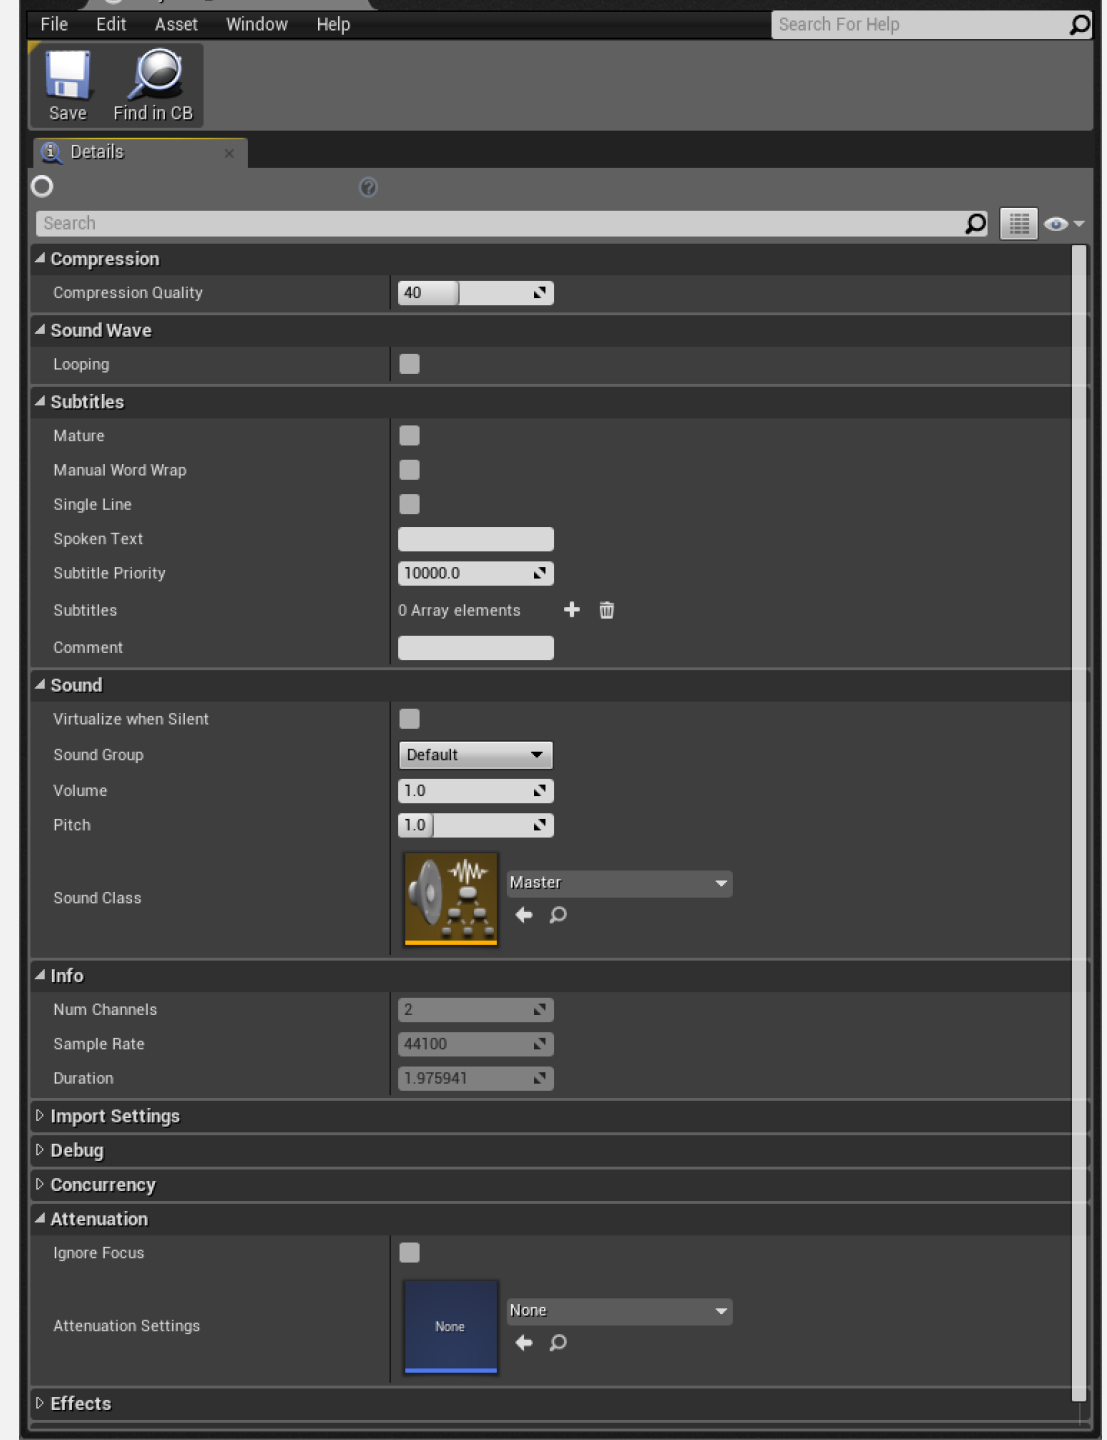 File Edit Asset Window Help Search For Help
Save Find in CB
Details
Search
Compression
Compression Quality 40
Sound Wave
Looping
Subtitles
Mature
Manual Word Wrap
Single Line
Spoken Text
Subtitle Priority 10000.0
Subtitles 0 Array elements
Comment
Sound
Virtualize when Silent
Sound Group Default
Volume 1.0
Pitch 1.0
Sound Class Master
Info
Num Channels 2
Sample Rate 44100
Duration 1.975941
Import Settings
Debug
Concurrency
Attenuation
Ignore Focus
Attenuation Settings None None
Effects